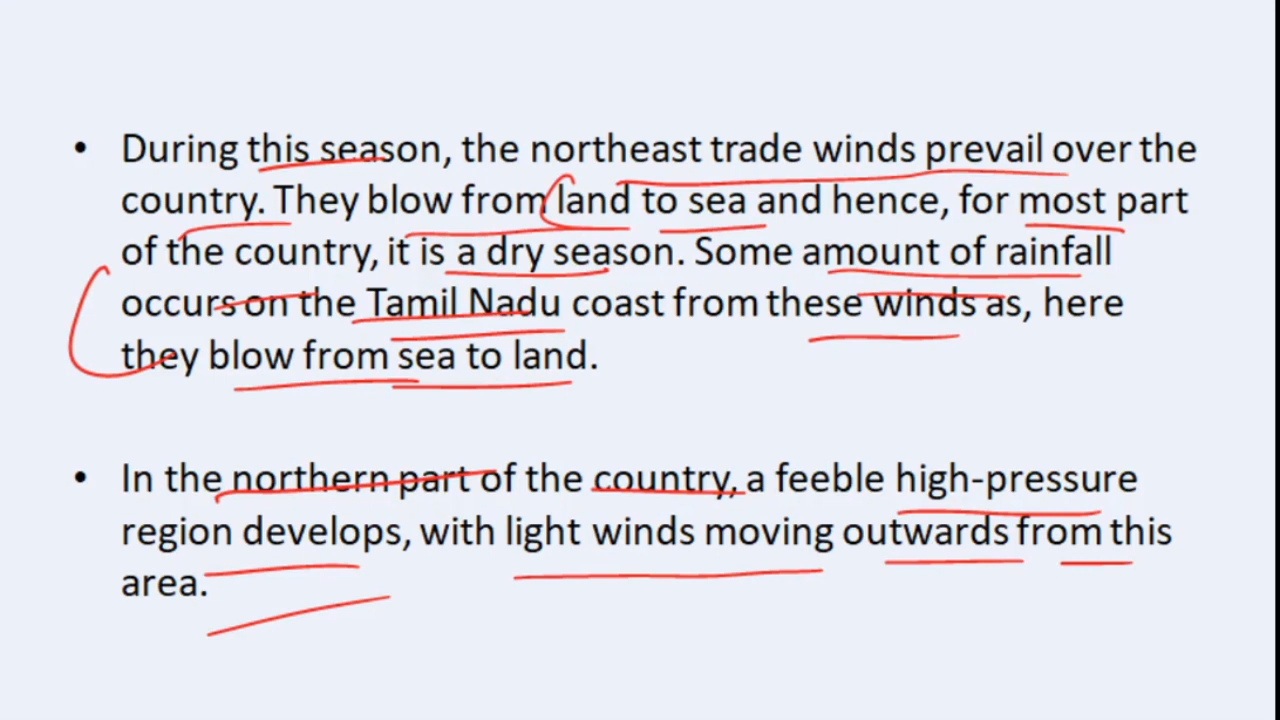 • During this season, the northeast trade winds prevail over the
country. They blow from land to sea and hence, for most part
of the country, it is a dry season. Some amount of rainfall
occurs on the Tamil Nadu coast from these winds as, here
they blow from sea to land.
• In the northern part of the country, a feeble high-pressure
region develops, with light winds moving outwards from this
area.